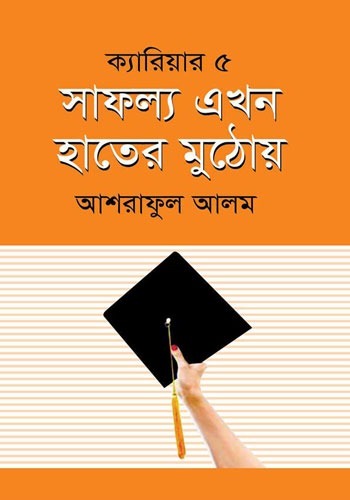 ক্যারিয়ার ৫
সাফল্য এখন
হাতের মুঠোয়
আশরাফুল আলম